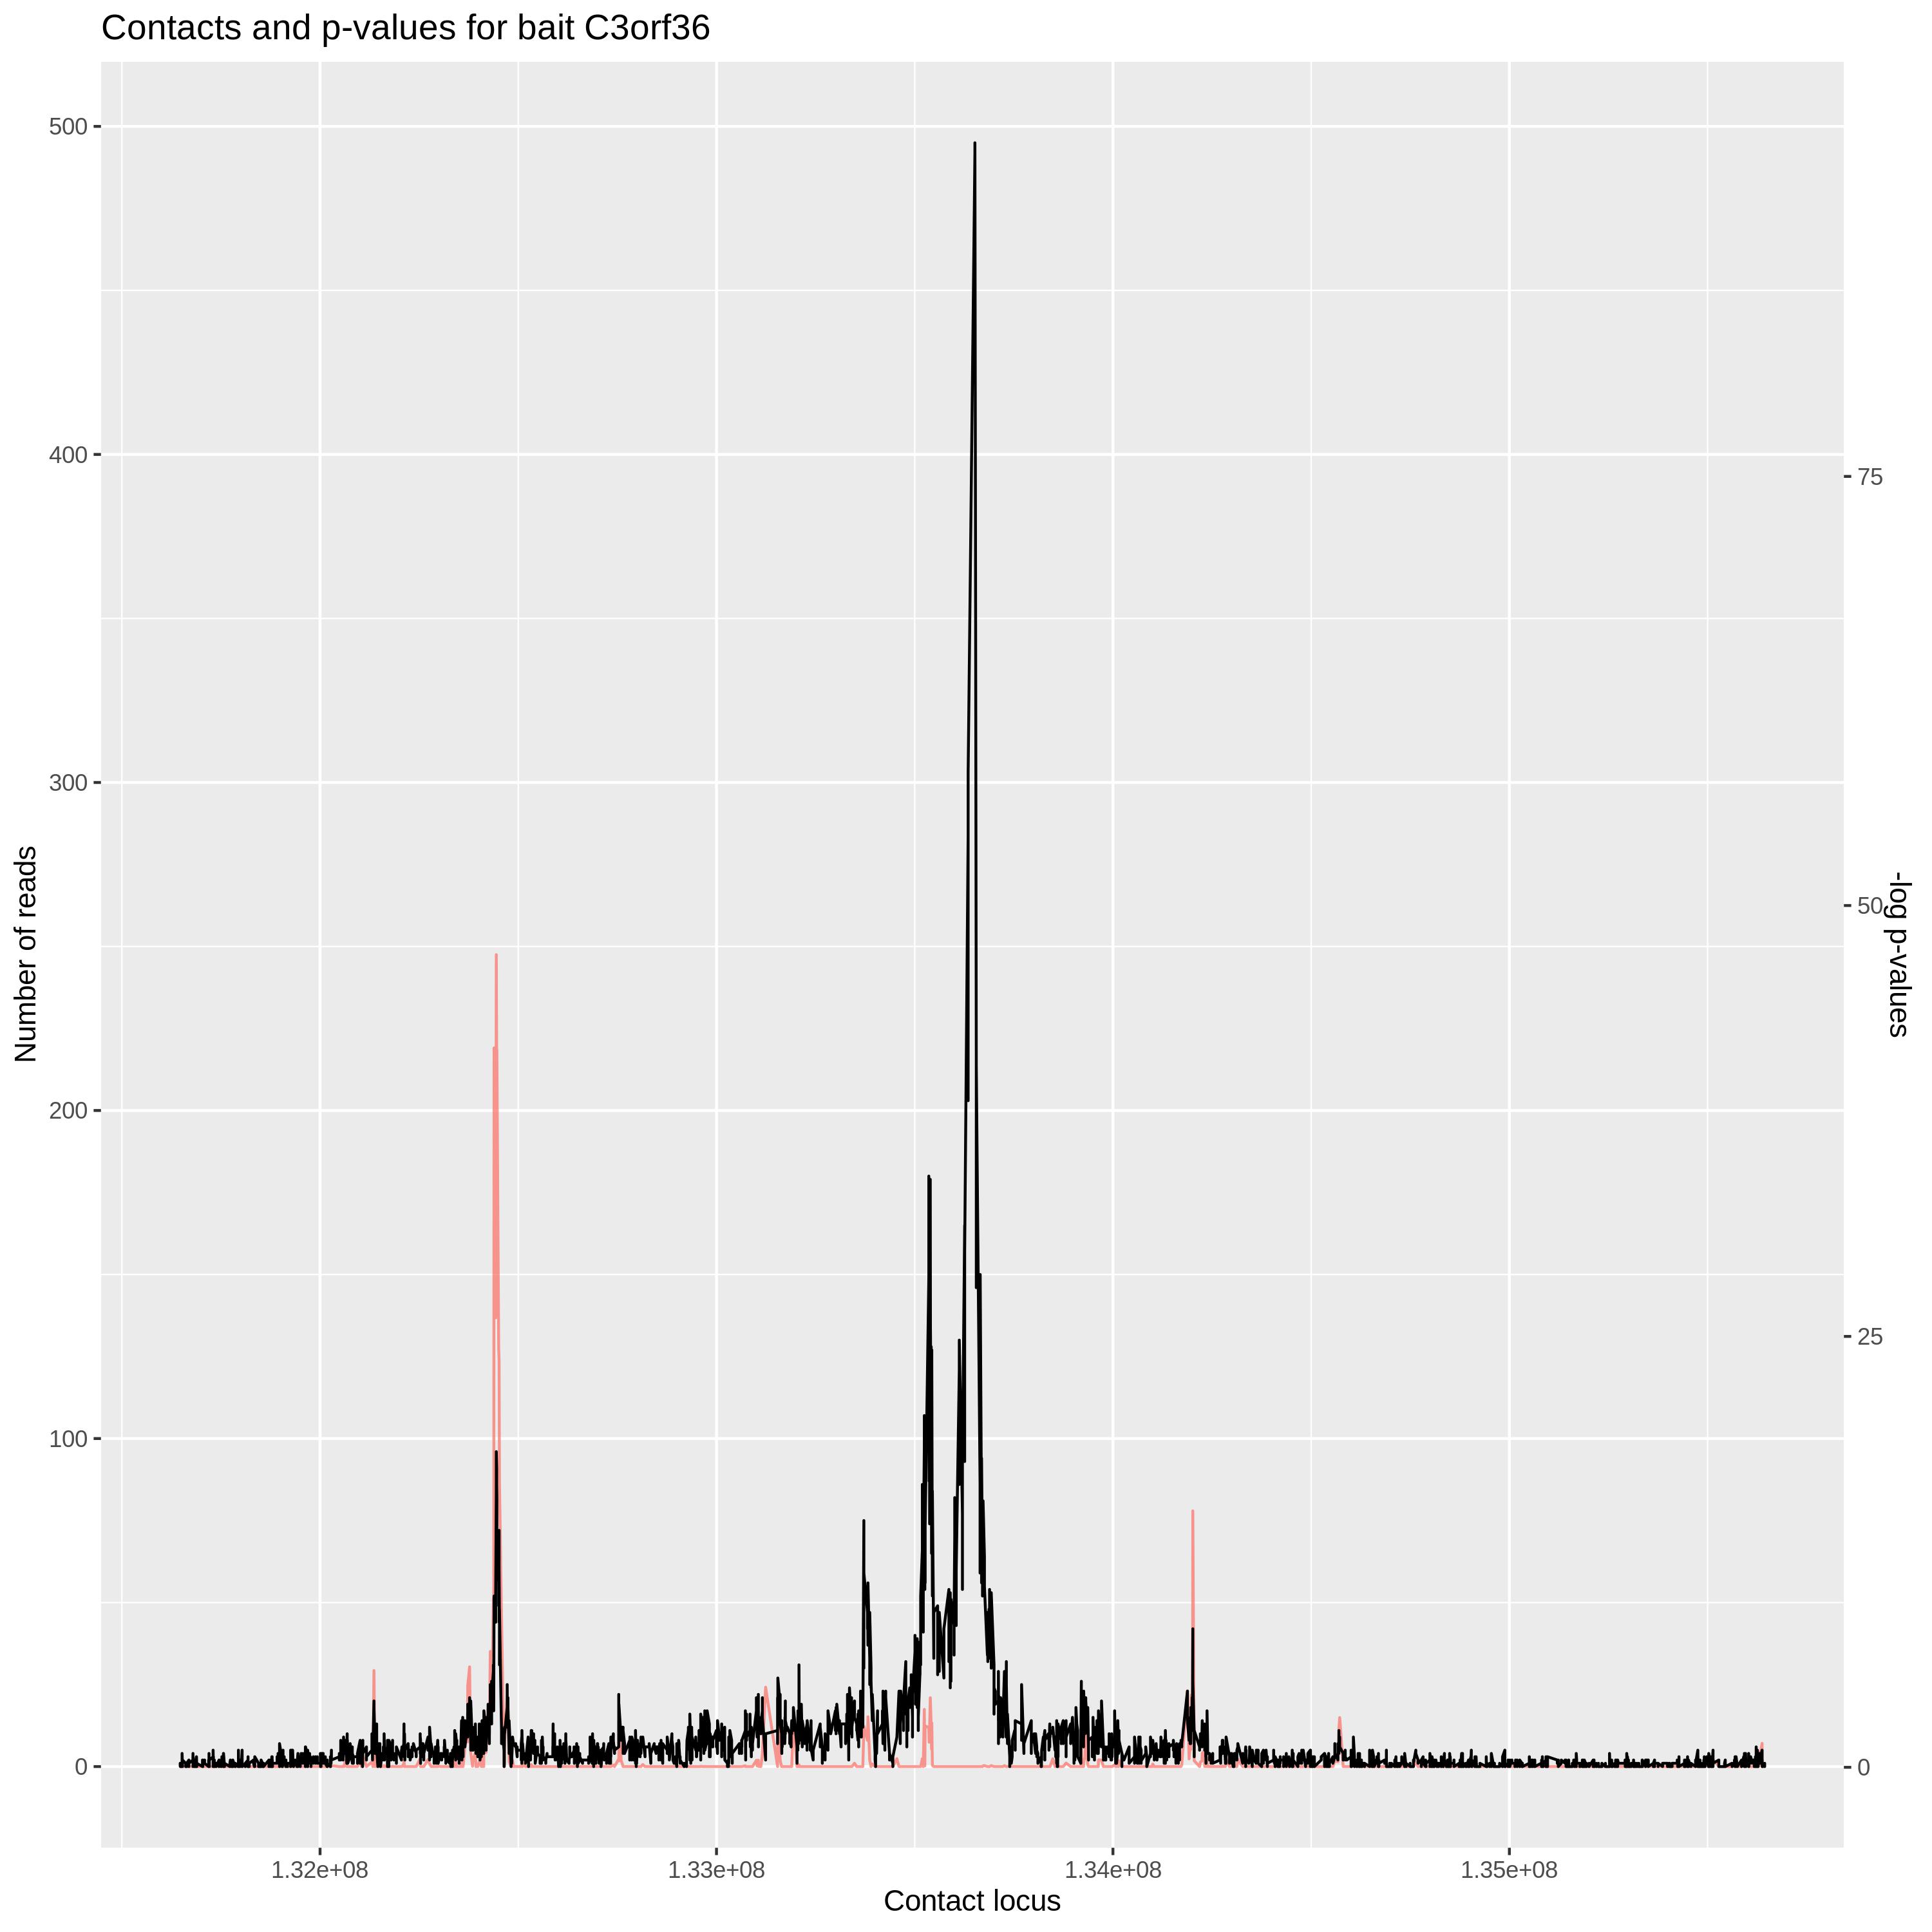 Contacts and p-values for bait C3orf36
500
400
300
200
100
0
Number of reads
75
50
25
0
-log p-values
1.32e+08
1.33e+08
1.34e+08
1.35e+08
Contact locus